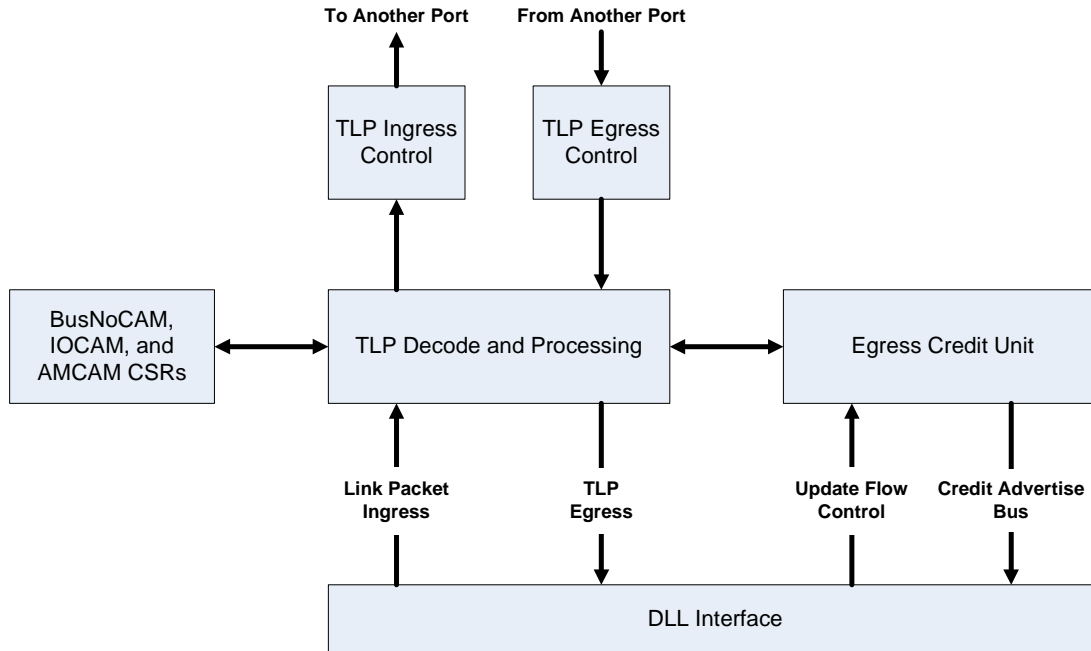 To Another Port
From Another Port
TLP Ingress
Control
TLP Egress
Control
BusNoCAM,
IOCAM, and
AMCAM CSRs
TLP Decode and Processing
Egress Credit Unit
Link Packet
Ingress
TLP
Egress
Update Flow
Control
Credit Advertise
Bus
DLL Interface